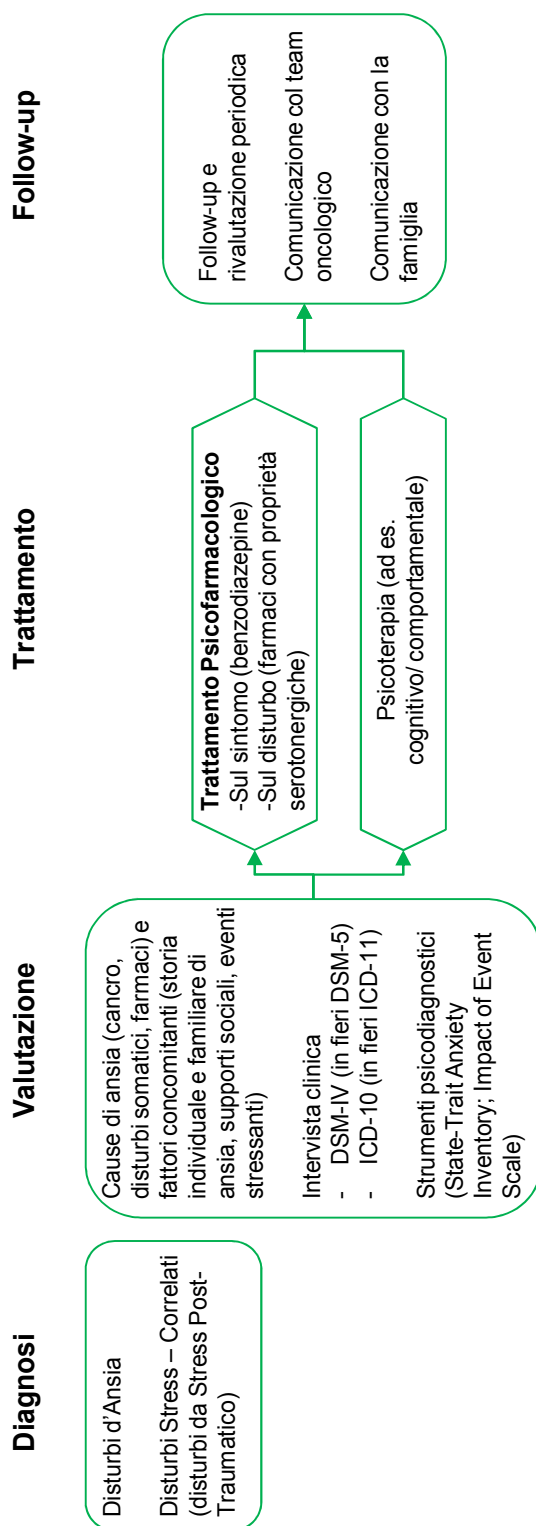 Diagnosi
Disturbi d'Ansia
Disturbi Stress – Correlati
(disturbi da Stress Post-
Traumatico)
Valutazione
Cause di ansia (cancro,
disturbi somatici, farmaci) e
fattori concomitanti (storia
individuale e familiare di
ansia, supporti sociali, eventi
stressanti)
Intervista clinica
- DSM-IV (in fieri DSM-5)
- ICD-10 (in fieri ICD-11)
Strumenti psicodiagnostici
(State-Trait Anxiety
Inventory; Impact of Event
Scale)
Trattamento
Trattamento Psicofarmacologico
-Sul sintomo (benzodiazepine)
-Sul disturbo (farmaci con proprietà
serotonergiche)
Psicoterapia (ad es.
cognitivo/ comportamentale)
Follow-up
Follow-up e
rivalutazione periodica
Comunicazione col team
oncologico
Comunicazione con la
famiglia